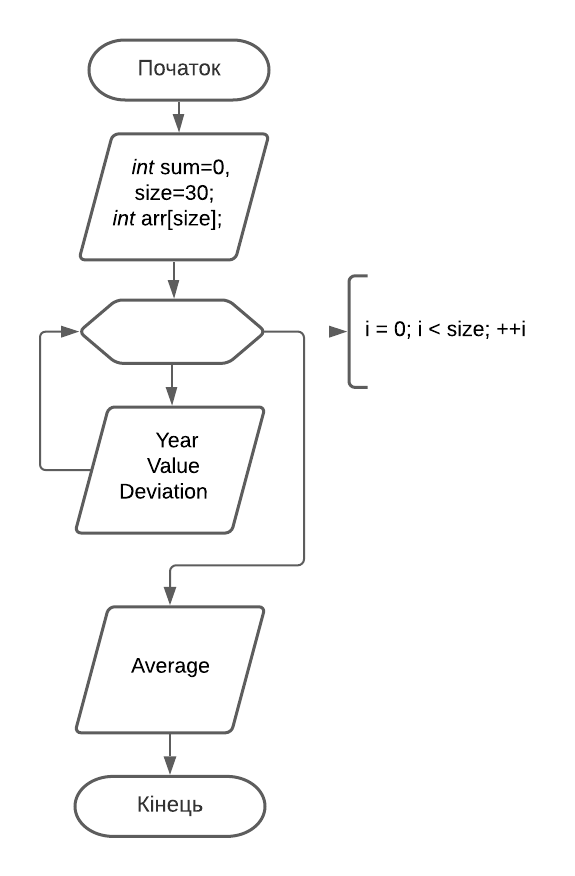 Початок
int sum=0,
size=30;
int arr[size];
i = 0; i < size; ++i
Year
Value
Deviation
Average
Кінець